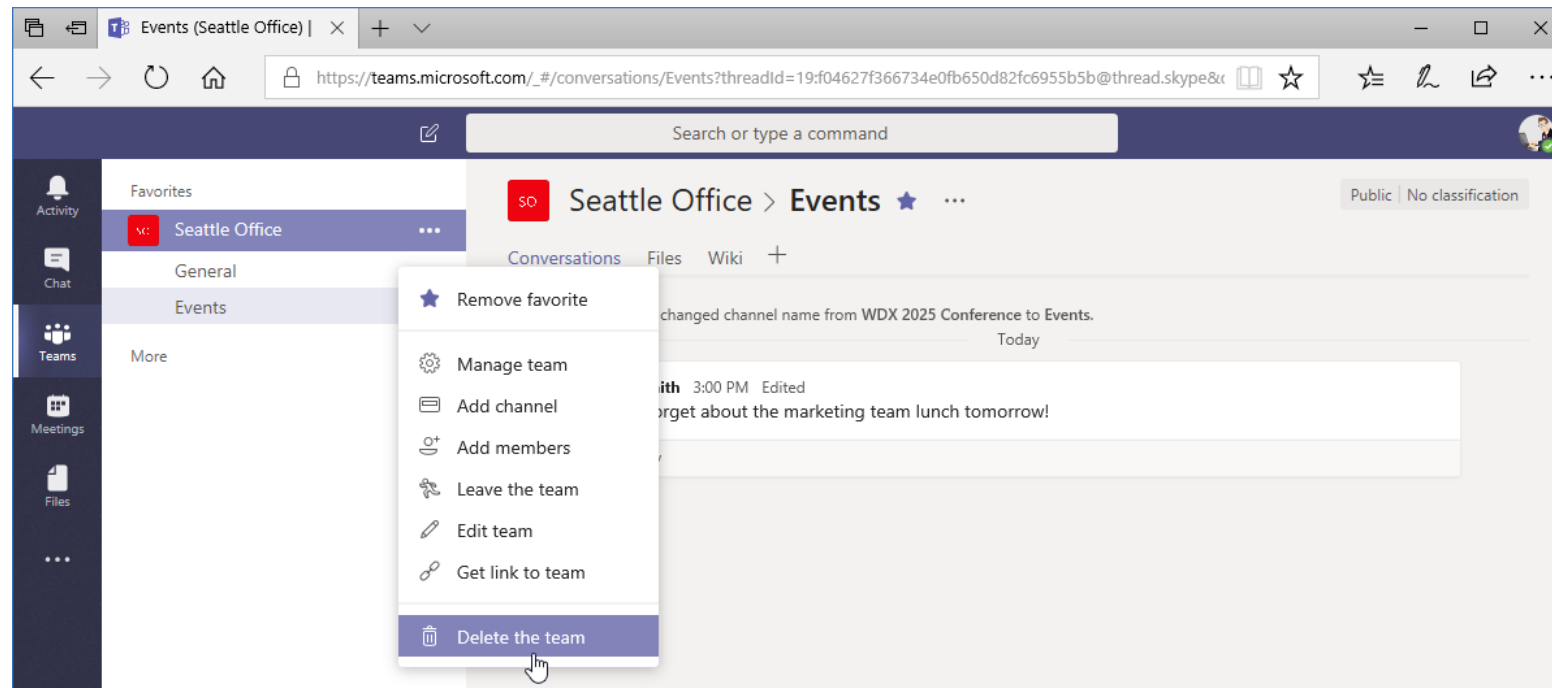 Events (Seattle Office) |
https://teams.microsoft.com/_#/conversations/Events?threadId=19:f04627f366734e0fb650d82fc6955b5b@thread.skype&c
Search or type a command
Activity
Chat
Teams
Meetings
Files
Favorites
Seattle Office
General
Events
More
SO Seattle Office > Events
Public | No classification
Conversations Files Wiki
Remove favorite
Manage team
Add channel
Add members
Leave the team
Edit team
Get link to team
Delete the team
changed channel name from WDX 2025 Conference to Events.
Today
ith 3:00 PM Edited
orget about the marketing team lunch tomorrow!